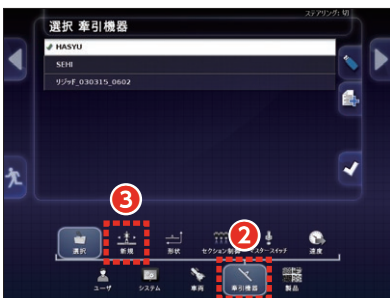 ステアリング: 切
選択 牽引機器
HASYU
SEHI
リジッF_030315_0602
3
2
選択 新規 形状 セクション制御 マスタースイッチ 速度
ユーザ システム 車両 牽引機器 製品